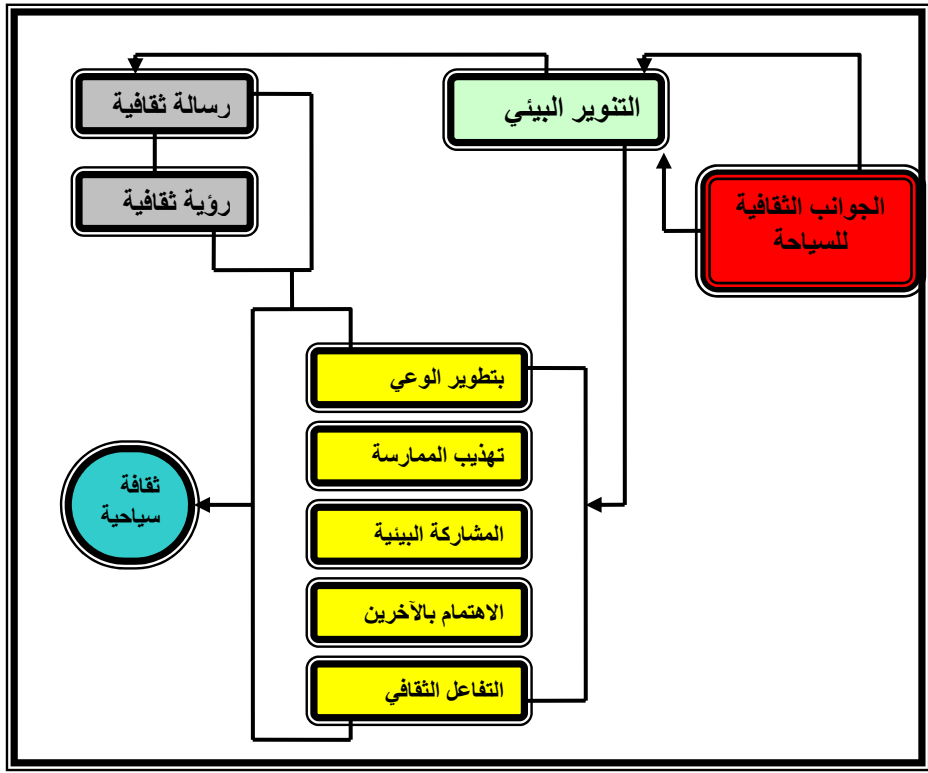 التنوير البيئي
رسالة ثقافية
الجوانب الثقافية
للسياحة
رؤية ثقافية
بتطوير الوعي
تهذيب الممارسة
المشاركة البيئية
الاهتمام بالآخرين
التفاعل الثقافي
ثقافة
سياحية